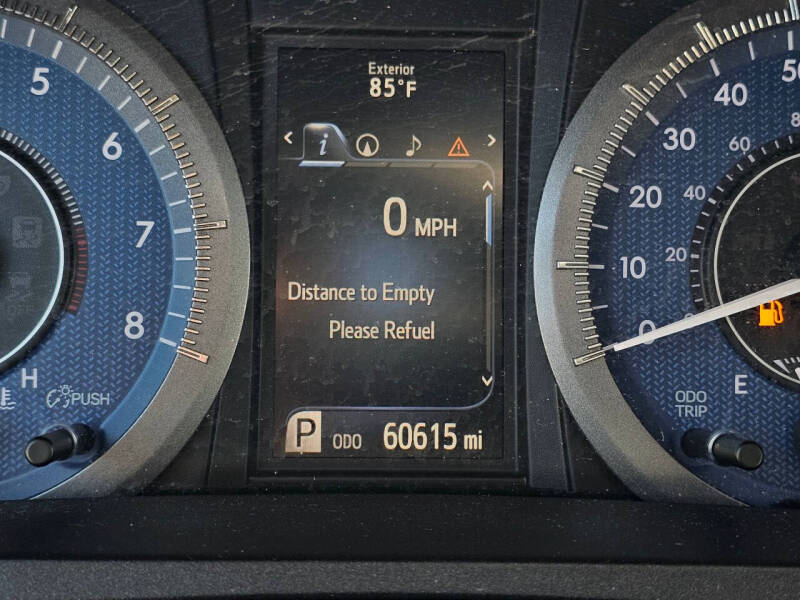 Exterior
85°F
i
0 MPH
Distance to Empty
Please Refuel
P ODO 60615 mi
5
6
7
8
H
PUSH
0
10
20
30
40
50
20
40
60
ODO
TRIP
E